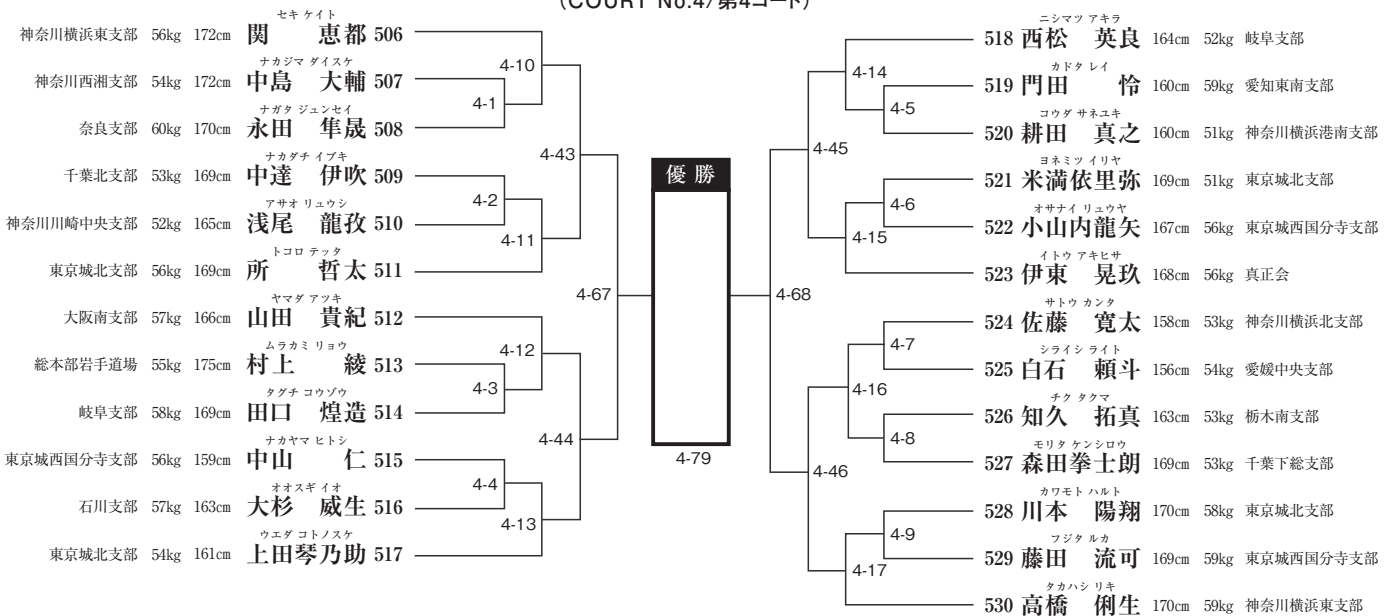 (COURT No.4/第4コート)
セキ ケイト
神奈川横浜東支部 56kg 172cm 関 恵都 506
ナカジマ ダイスケ
神奈川西湘支部 54kg 172cm 中島 大輔 507
ナガタ ジュンセイ
奈良支部 60kg 170cm 永田 隼晟 508
ナカダチ イブキ
千葉北支部 53kg 169cm 中達 伊吹 509
アサオ リュウシ
神奈川川崎中央支部 52kg 165cm 浅尾 龍孜 510
トコロ テッタ
東京城北支部 56kg 169cm 所 哲太 511
ヤマダ アツキ
大阪南支部 57kg 166cm 山田 貴紀 512
ムラカミ リョウ
総本部岩手道場 55kg 175cm 村上 綾 513
タグチ コウゾウ
岐阜支部 58kg 169cm 田口 煌造 514
ナカヤマ ヒトシ
東京城西国分寺支部 56kg 159cm 中山 仁 515
オオスギ イオ
石川支部 57kg 163cm 大杉 威生 516
ウエダ コトノスケ
東京城北支部 54kg 161cm 上田琴乃助 517
4-10
4-1
4-43
4-2
4-11
4-67
4-12
4-3
4-44
4-4
4-13
優勝
4-79
4-14
4-5
4-45
4-6
4-15
4-68
4-7
4-16
4-8
4-46
4-9
4-17
ニシマツ アキラ
518 西松 英良 164cm 52kg 岐阜支部
カドタ レイ
519 門田 怜 160cm 59kg 愛知東南支部
コウダ サネユキ
520 耕田 真之 160cm 51kg 神奈川横浜港南支部
ヨネミツ イリヤ
521 米満依里弥 169cm 51kg 東京城北支部
オサナイ リュウヤ
522 小山内龍矢 167cm 56kg 東京城西国分寺支部
イトウ アキヒサ
523 伊東 晃玖 168cm 56kg 真正会
サトウ カンタ
524 佐藤 寛太 158cm 53kg 神奈川横浜北支部
シライシ ライト
525 白石 頼斗 156cm 54kg 愛媛中央支部
チク タクマ
526 知久 拓真 163cm 53kg 栃木南支部
モリタ ケンシロウ
527 森田拳士朗 169cm 53kg 千葉下総支部
カワモト ハルト
528 川本 陽翔 170cm 58kg 東京城北支部
フジタ ルカ
529 藤田 流可 169cm 59kg 東京城西国分寺支部
タカハシ リキ
530 高橋 俐生 170cm 59kg 神奈川横浜東支部